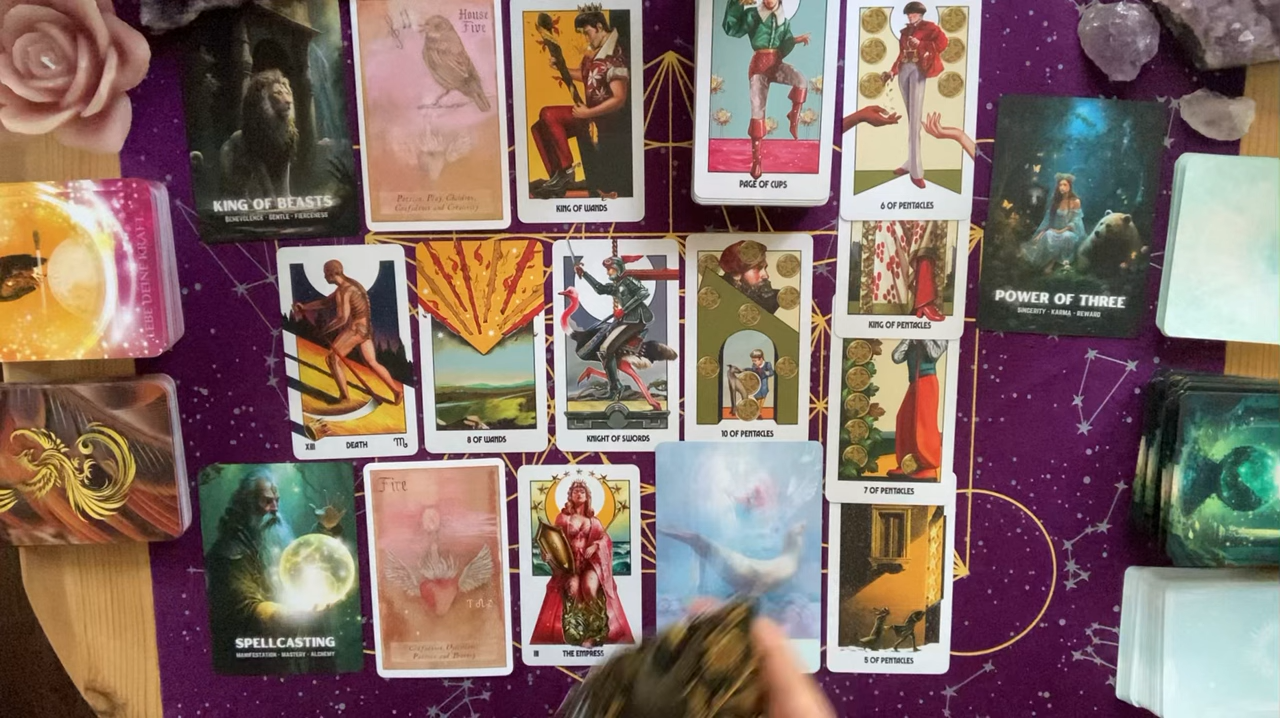 KING OF BEASTS
BENEVOLENCE · GENTLE · FIERCENESS
House
Five
Passion, Play, Children,
Confidence and Creativity
KING OF WANDS
PAGE OF CUPS
6 OF PENTACLES
POWER OF THREE
SINCERITY · KARMA · REWARD
LEBE DEINE KRAFT
XIII DEATH
8 OF WANDS
KNIGHT OF SWORDS
10 OF PENTACLES
KING OF PENTACLES
7 OF PENTACLES
SPELLCASTING
MANIFESTATION · MASTERY · ALCHEMY
Fire
III THE EMPRESS
5 OF PENTACLES